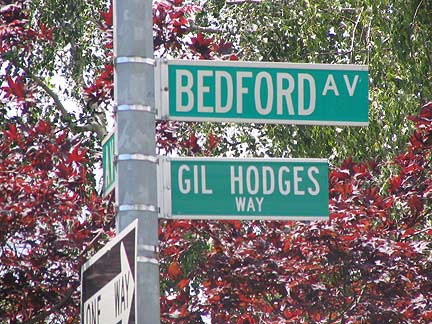 BEDFORD AV
GIL HODGES
WAY
ONE WAY